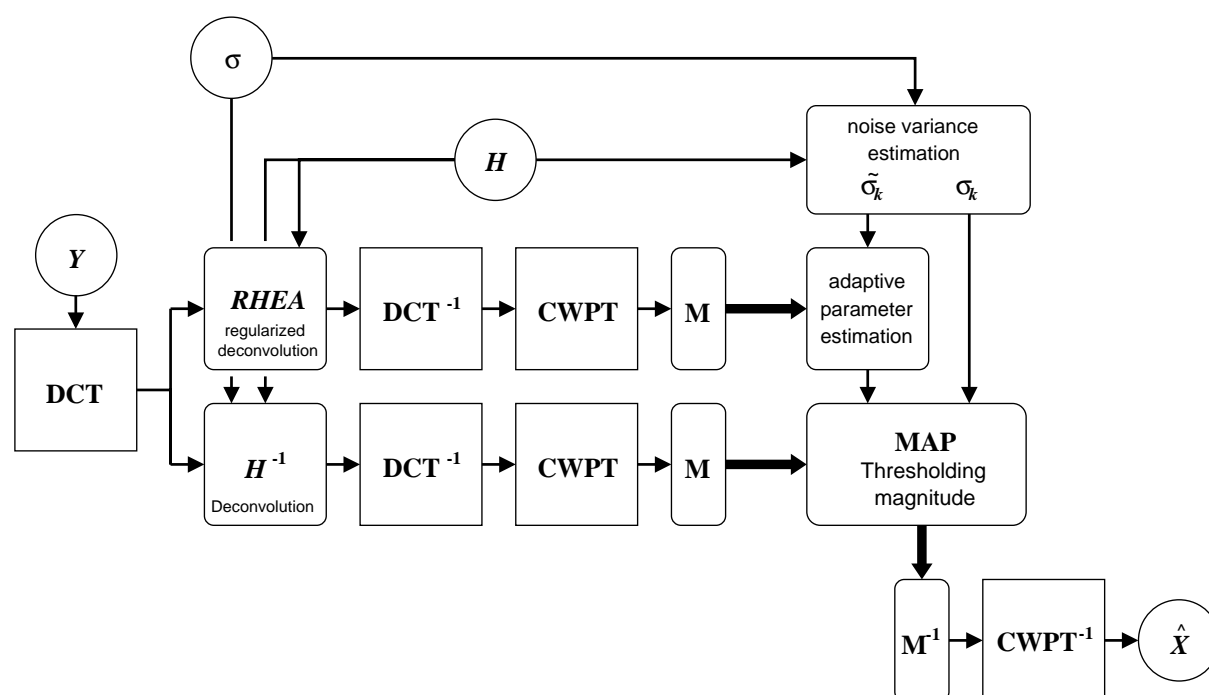 σ
H
noise variance
estimation
σ̃k σk
Y
DCT
RHEA
regularized
deconvolution
DCT -1
CWPT
M
adaptive
parameter
estimation
H -1
Deconvolution
DCT -1
CWPT
M
MAP
Thresholding
magnitude
M-1
CWPT-1
X̂